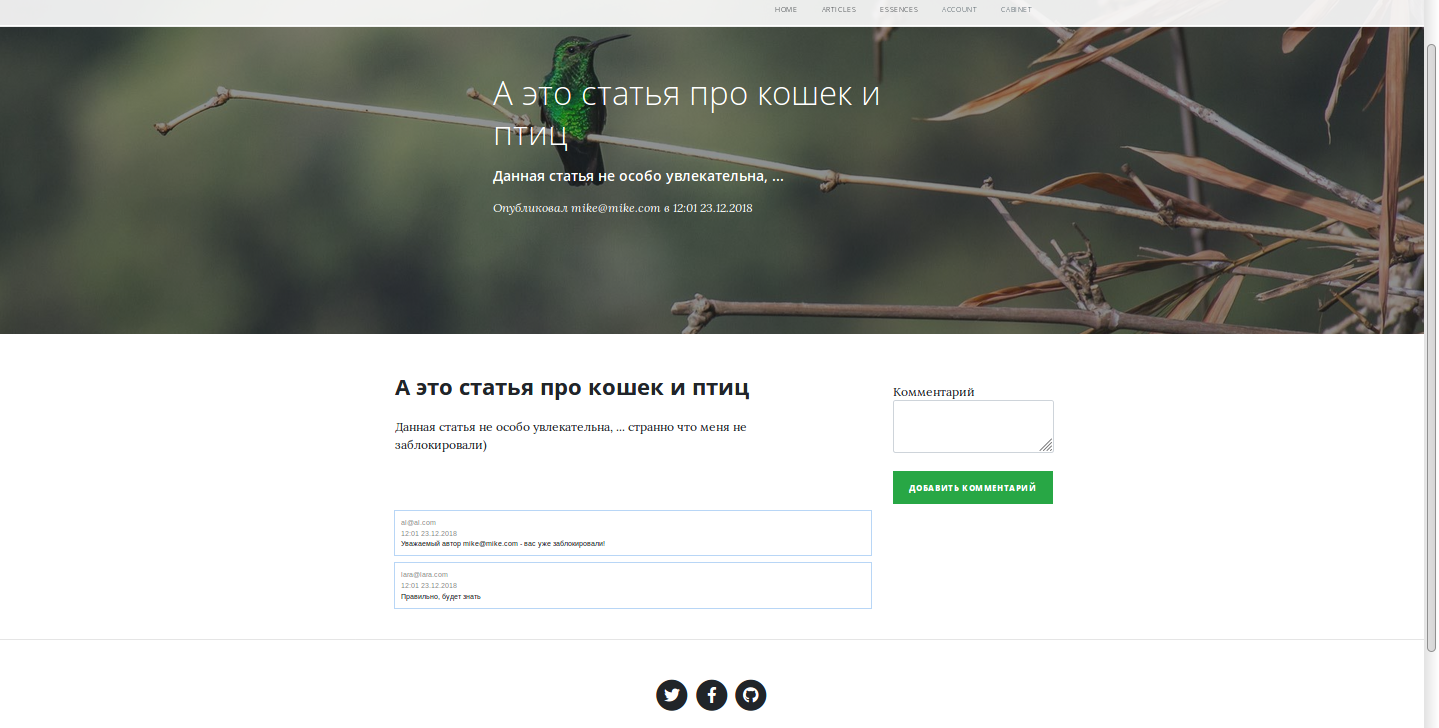 HOME ARTICLES ESSENCES ACCOUNT CABINET
А это статья про кошек и
птиц
Данная статья не особо увлекательна, ...
Опубликовал mike@mike.com в 12:01 23.12.2018
А это статья про кошек и птиц
Данная статья не особо увлекательна, ... странно что меня не
заблокировали)
Комментарий
ДОБАВИТЬ КОММЕНТАРИЙ
al@al.com
12:01 23.12.2018
Уважаемый автор mike@mike.com - вас уже заблокировали!
lara@lara.com
12:01 23.12.2018
Правильно, будет знать